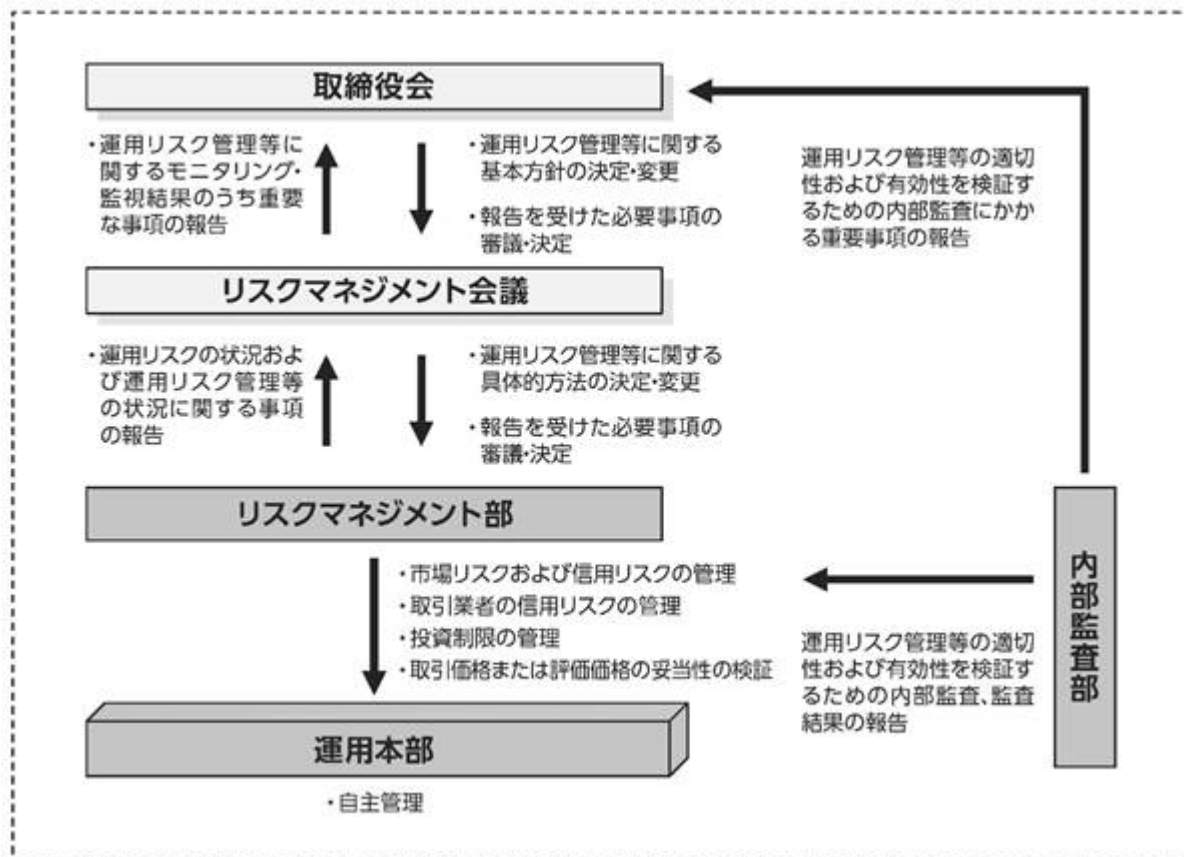 取締役会
・運用リスク管理等に
関するモニタリング・
監視結果のうち重要
な事項の報告
・運用リスク管理等に関する
基本方針の決定・変更
・報告を受けた必要事項の
審議・決定
運用リスク管理等の適切
性および有効性を検証す
るための内部監査にかか
る重要事項の報告
リスクマネジメント会議
・運用リスクの状況およ
び運用リスク管理等
の状況に関する事項
の報告
・運用リスク管理等に関する
具体的方法の決定・変更
・報告を受けた必要事項の
審議・決定
リスクマネジメント部
・市場リスクおよび信用リスクの管理
・取引業者の信用リスクの管理
・投資制限の管理
・取引価格または評価価格の妥当性の検証
内部監査部
運用リスク管理等の適切
性および有効性を検証す
るための内部監査、監査
結果の報告
運用本部
・自主管理